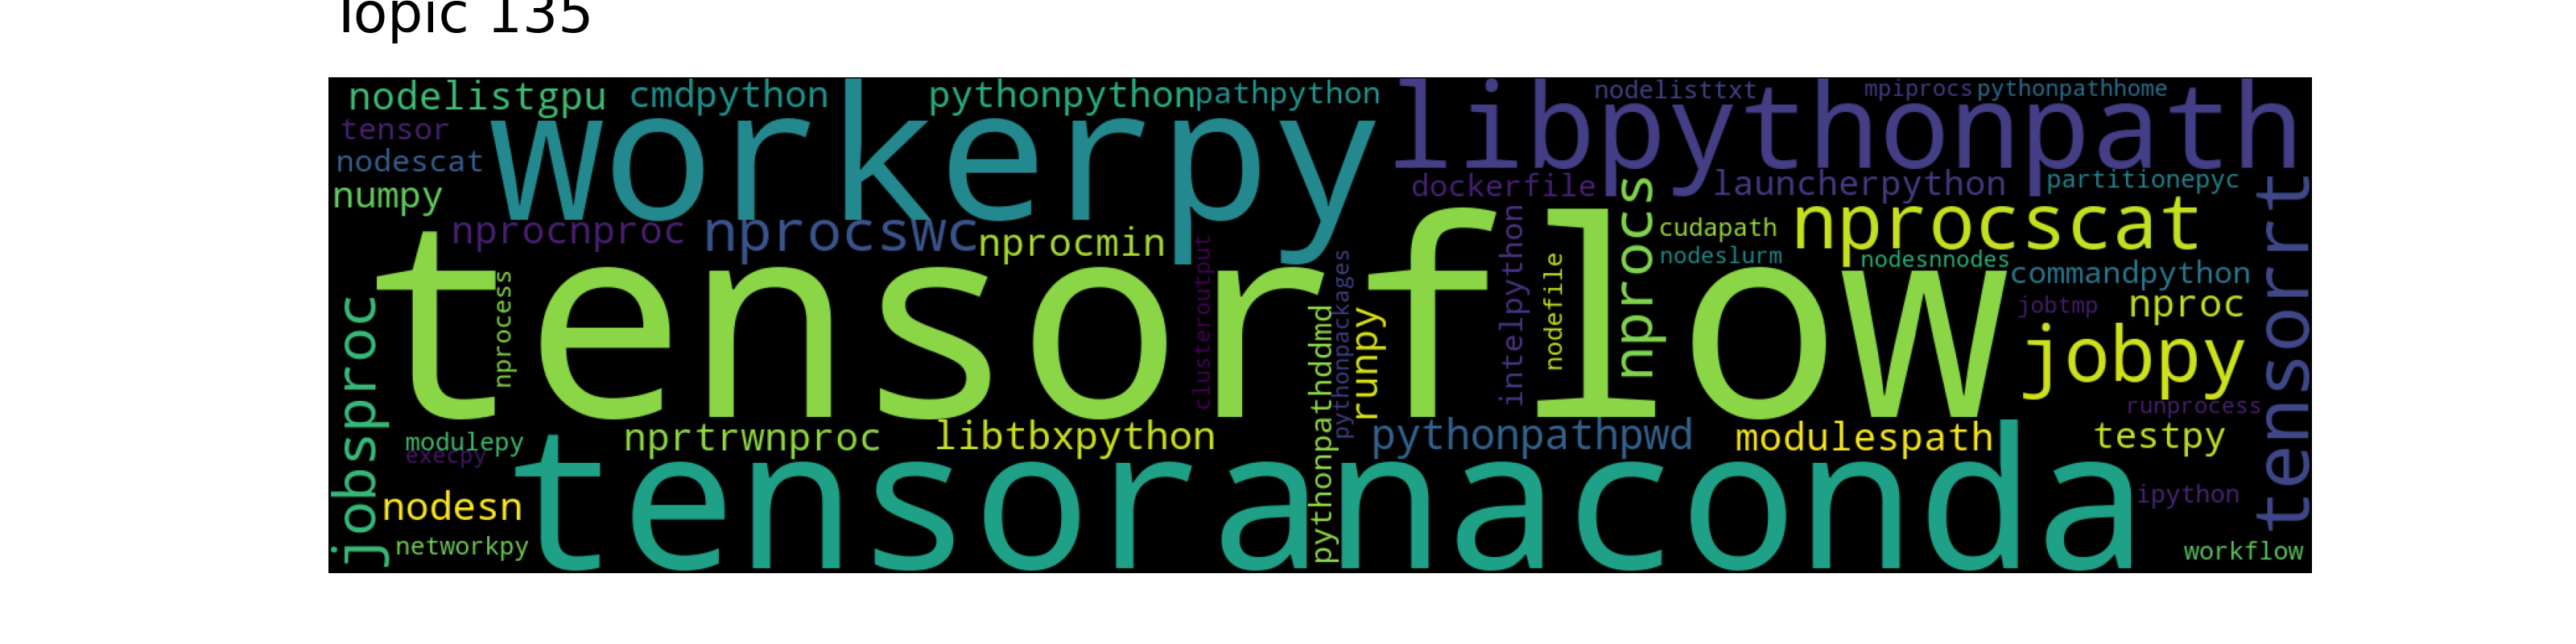 Topic 135
nodelistgpu cmdpython pythonpython pathpython nodelisttxt mpiprocs pythonpathhome
tensor workerpy libpythonpath
nodescat
numpy dockerfile launcherpython partitionepyc
nprocnproc nprocswc nprocmin cudapath nprocscat
nodeslurm nodesnnodes commandpython
tensorflow
nprocess clusteroutput pythonpackages intelpython nodefile nprocs tensorrt
jobtmp nproc
runpy jobpy
jobsproc pythonpathddmd
runprocess
modulepy nprtrwnproc libtbxpython pythonpathpwd modulespath testpy
execpy
tensoranaconda
nodesn ipython
networkpy workflow